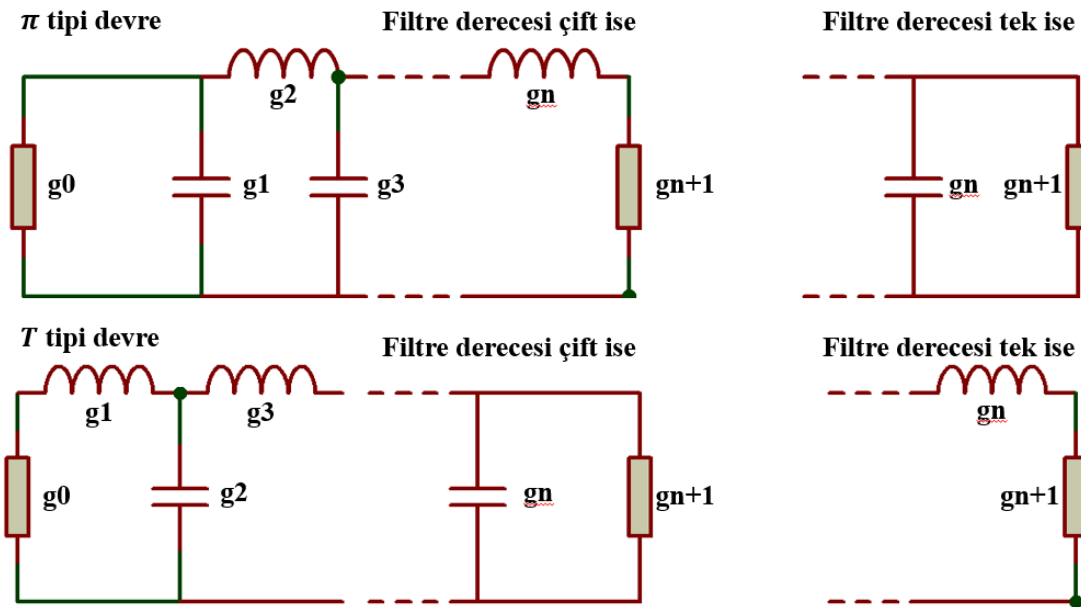 π tipi devre
Filtre derecesi çift ise
Filtre derecesi tek ise
g2
gn
g0
g1
g3
gn+1
gn
gn+1
T tipi devre
Filtre derecesi çift ise
Filtre derecesi tek ise
g1
g3
gn
g0
g2
gn
gn+1
gn+1